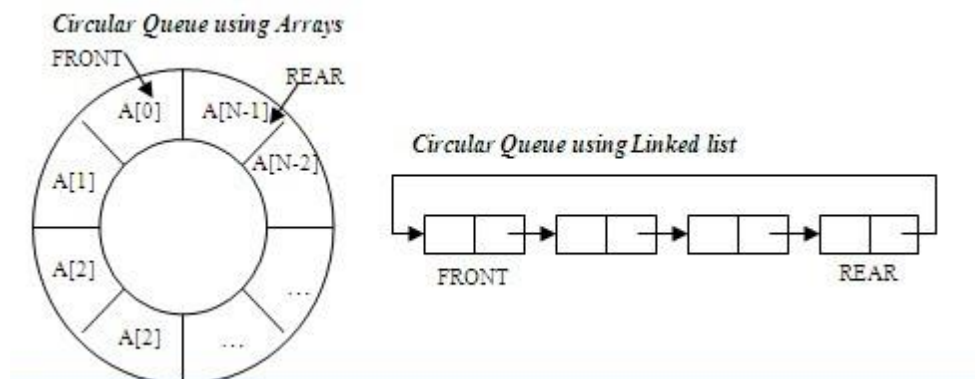 Circular Queue using Arrays
FRONT
REAR
A[0]
A[N-1]
A[1]
A[N-2]
A[2]
...
A[2]
...
Circular Queue using Linked list
FRONT
REAR